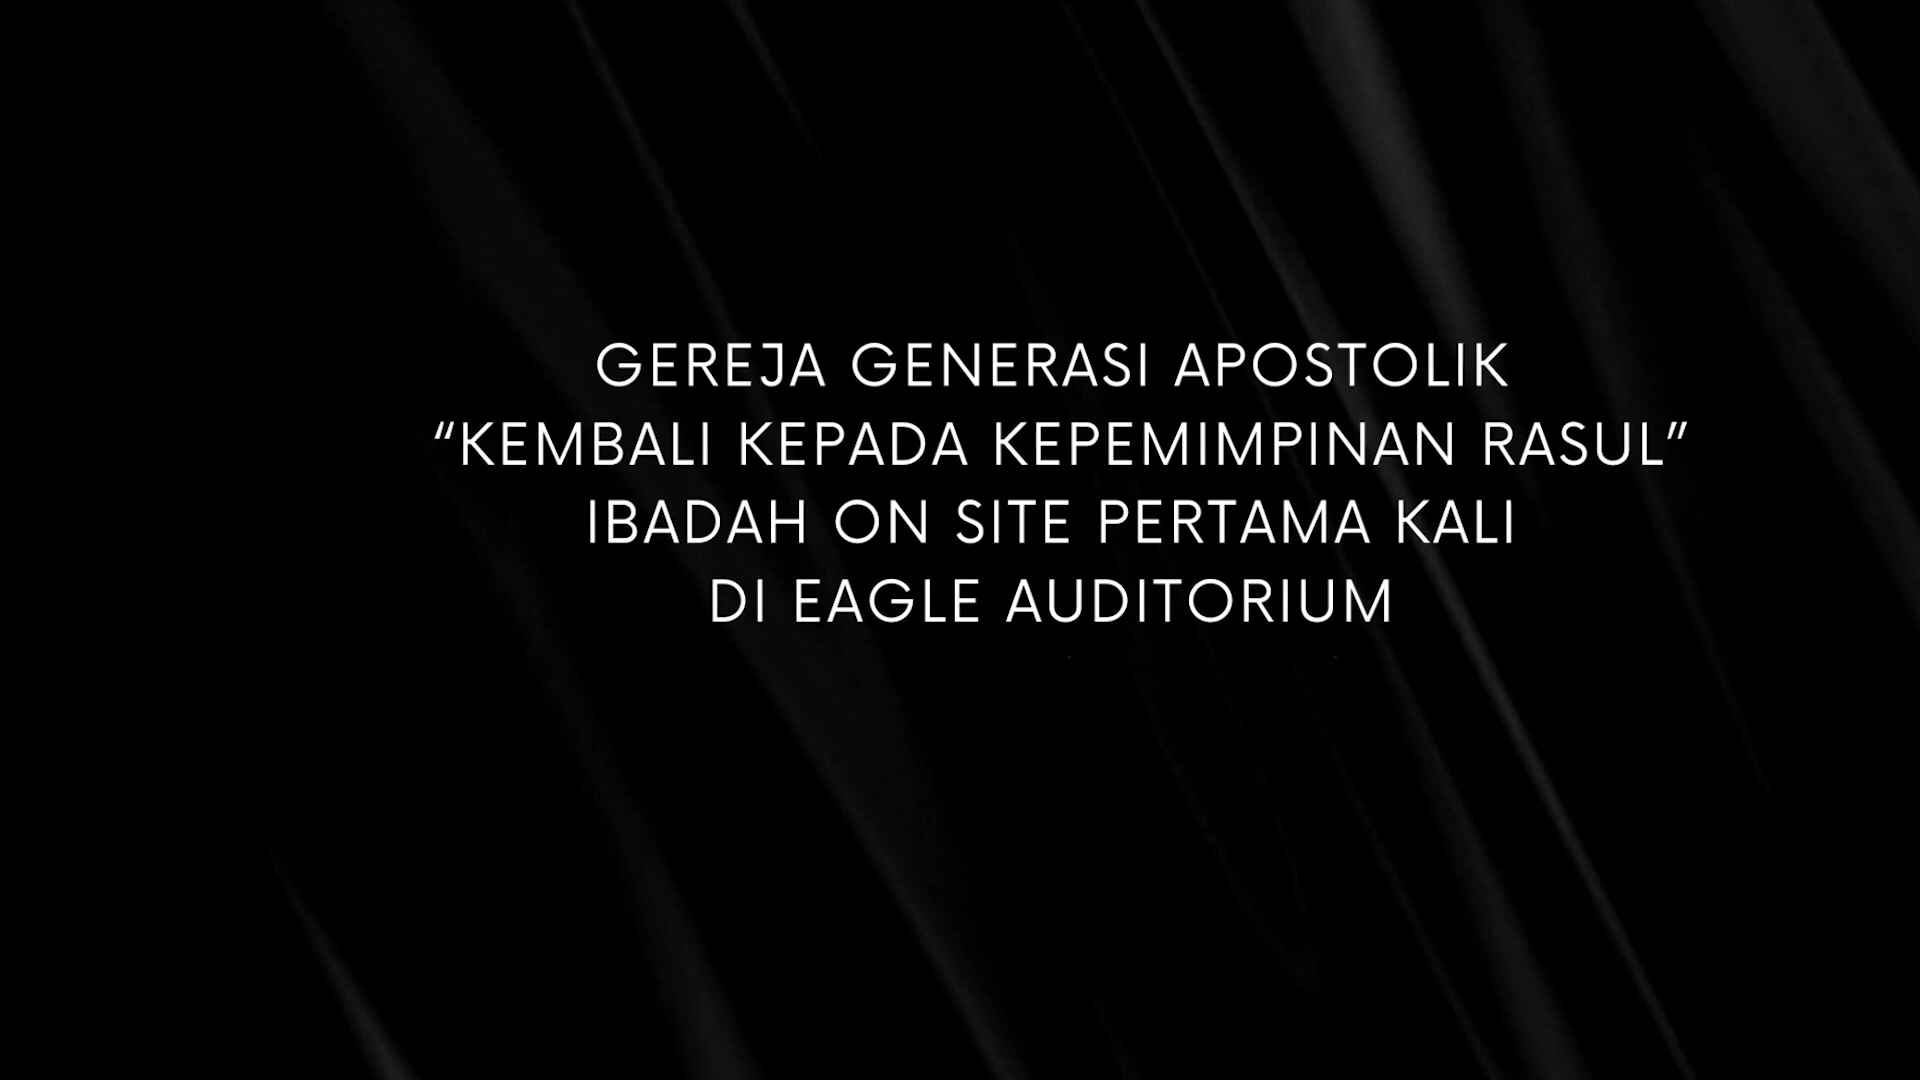 GEREJA GENERASI APOSTOLIK
“KEMBALI KEPADA KEPEMIMPINAN RASUL”
IBADAH ON SITE PERTAMA KALI
DI EAGLE AUDITORIUM